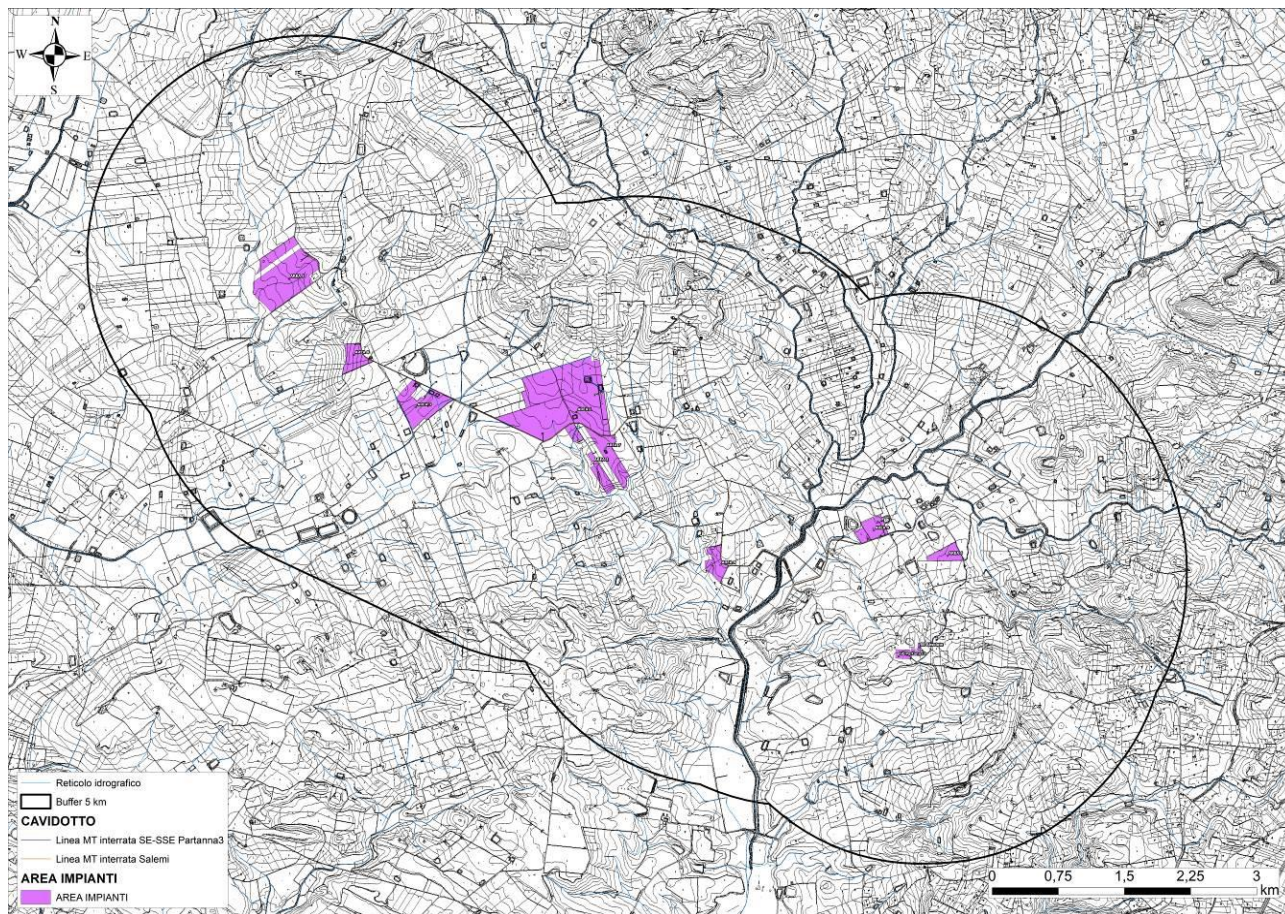 N
W E
S
Reticolo idrografico
Buffer 5 km
CAVIDOTTO
Linea MT interrata SE-SSE Partanna3
Linea MT interrata Salemi
AREA IMPIANTI
AREA IMPIANTI
0 0,75 1,5 2,25 3
km